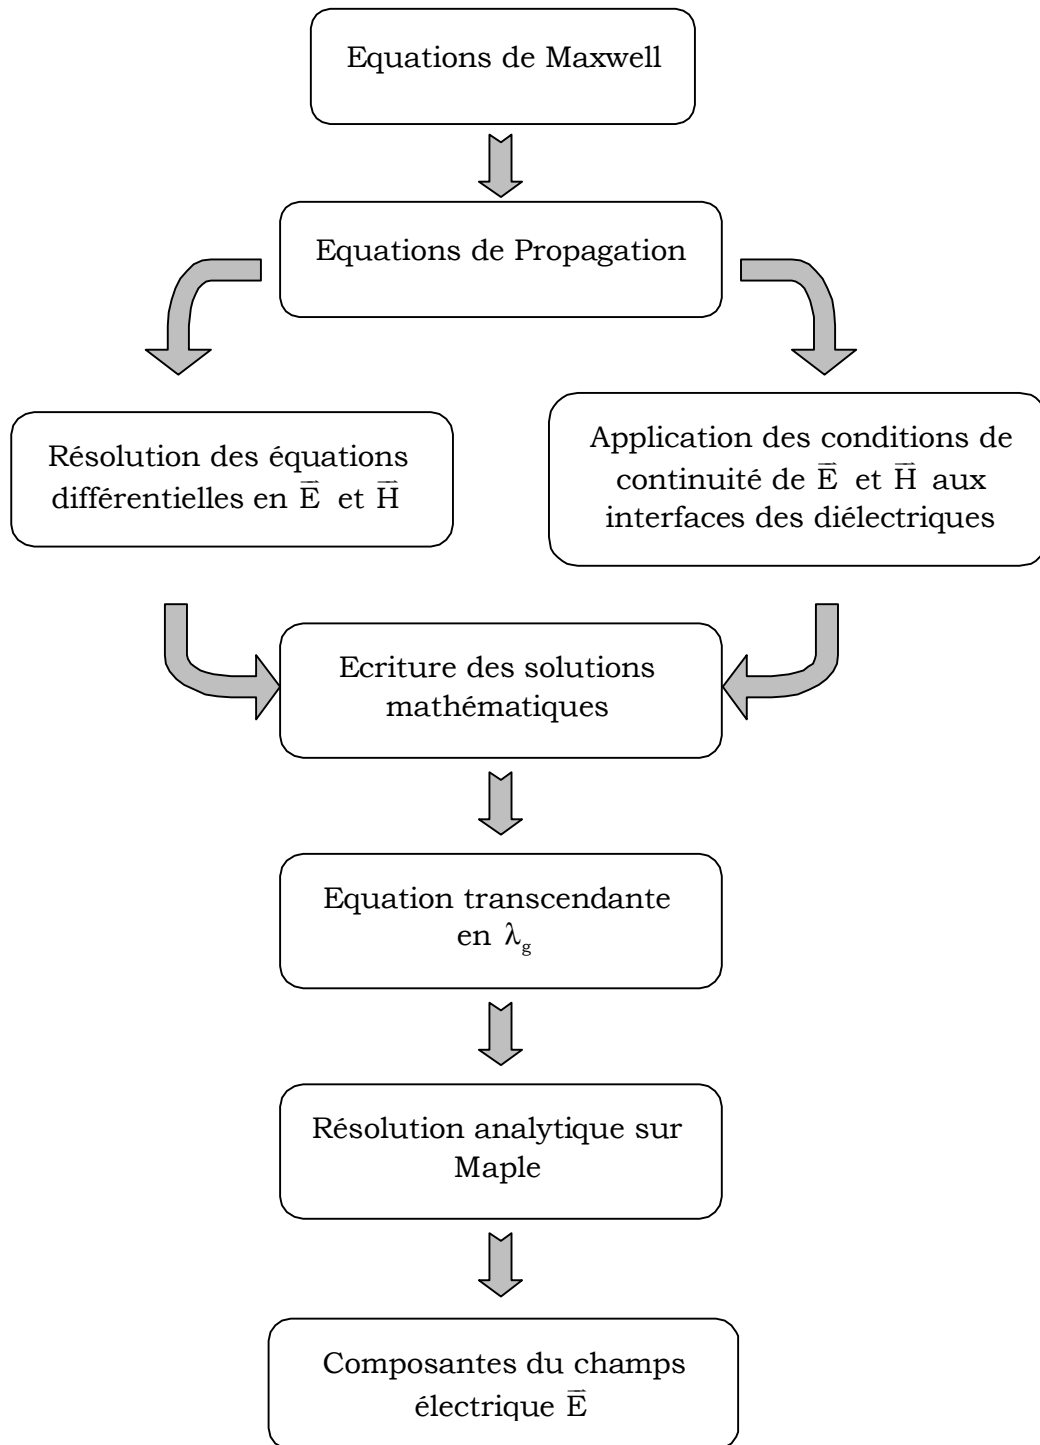 Equations de Maxwell
Equations de Propagation
Résolution des équations
différentielles en E̅ et H̅
Application des conditions de
continuité de E̅ et H̅ aux
interfaces des diélectriques
Ecriture des solutions
mathématiques
Equation transcendante
en λg
Résolution analytique sur
Maple
Composantes du champs
électrique E̅